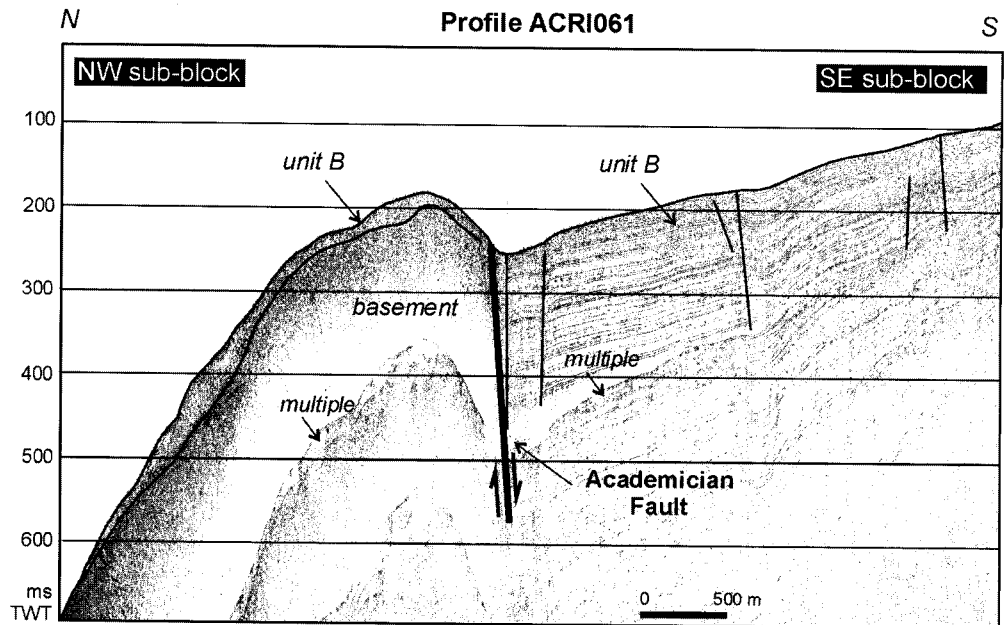 N
Profile ACRI061
S
NW sub-block
SE sub-block
100
unit B
unit B
200
300
basement
multiple
400
multiple
500
Academician
Fault
600
ms
TWT
0
500 m